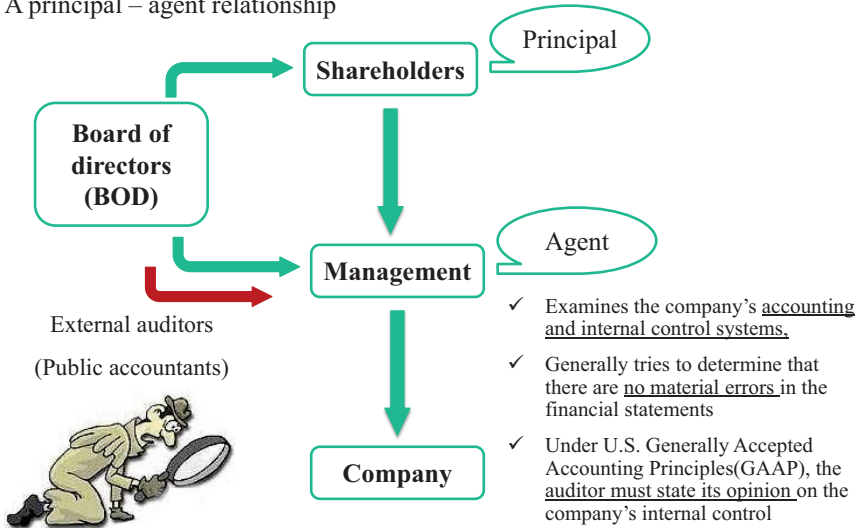 A principal – agent relationship
Principal
Shareholders
Board of
directors
(BOD)
Agent
Management
External auditors
(Public accountants)
✓ Examines the company’s accounting
and internal control systems,
✓ Generally tries to determine that
there are no material errors in the
financial statements
✓ Under U.S. Generally Accepted
Accounting Principles(GAAP), the
auditor must state its opinion on the
company’s internal control
Company